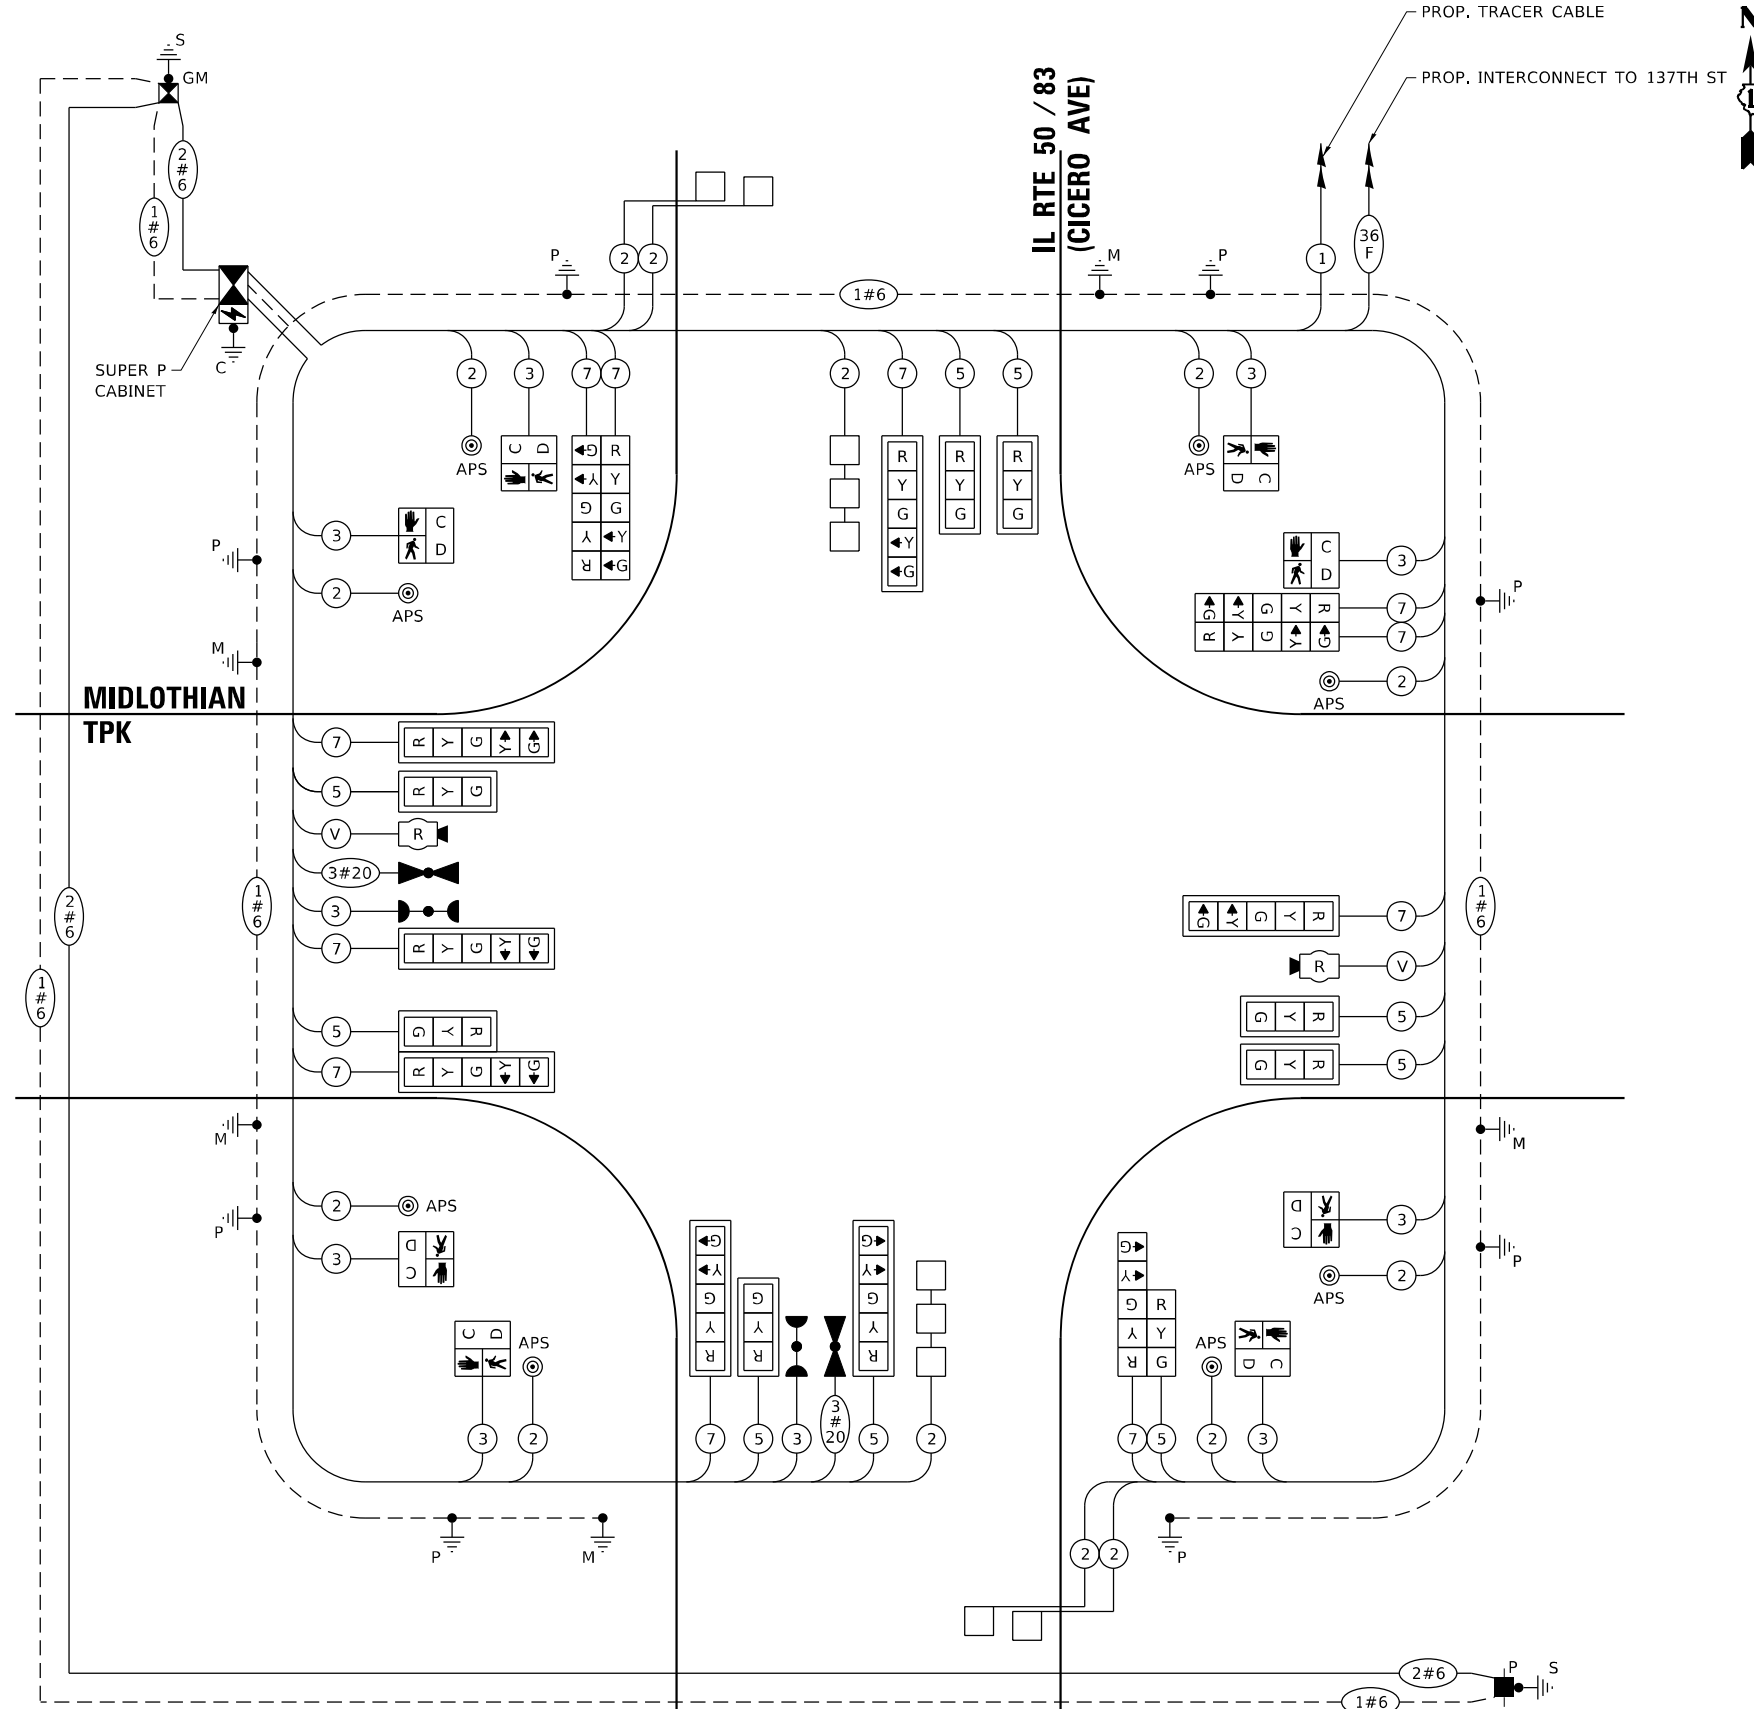 PROP. TRACER CABLE
PROP. INTERCONNECT TO 137TH ST
N
S
GM
IL RTE 50 / 83
(CICERO AVE)
2
#
6
1
#
6
P
2 2
M
P
1
36
F
1#6
SUPER P
CABINET
C
2 3 7 7
2 7 5 5
2 3
APS
C D
G R
Y Y
G G
Y Y
R G
R R R
Y Y Y
G G G
Y
G
APS
C
D
3
C
D
P
2
APS
M
C
D
3
P
G Y G Y R 7
R Y G Y G 7
2
APS
MIDLOTHIAN
TPK
7 R Y G Y G
5 R Y G
V R
3#20
3
7 R Y G Y G
5 G Y R
7 R Y G Y G
2
#
6
1
#
6
1
#
6
G Y G Y R 7
R V
G Y R 5
G Y R 5
1
#
6
M
M
2 APS
P
3
D
C
D
C
3
P
2
APS
C D
APS
3 2
G G
Y Y
G G G
Y Y Y
R R R
7 5 3
3
#
20
5 2
G
Y
G R
Y Y
R G
APS
D C
7 5 2 3
P
M
2 2
P
2#6
P
S
1#6